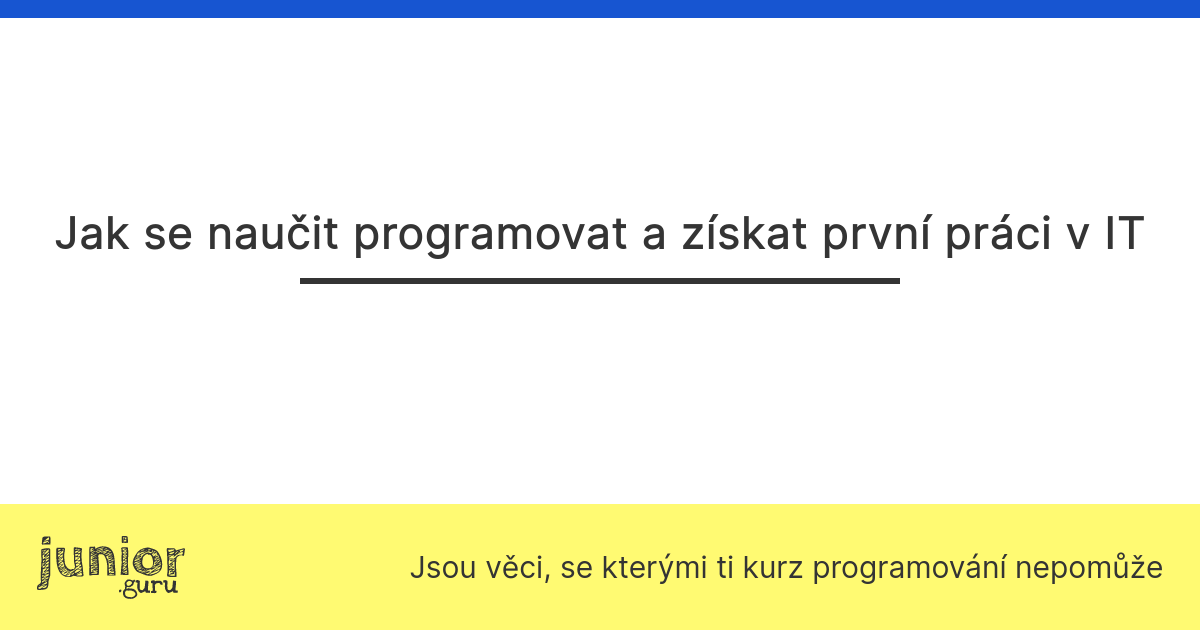 Jak se naučit programovat a získat první práci v IT
junior
.guru
Jsou věci, se kterými ti kurz programování nepomůže